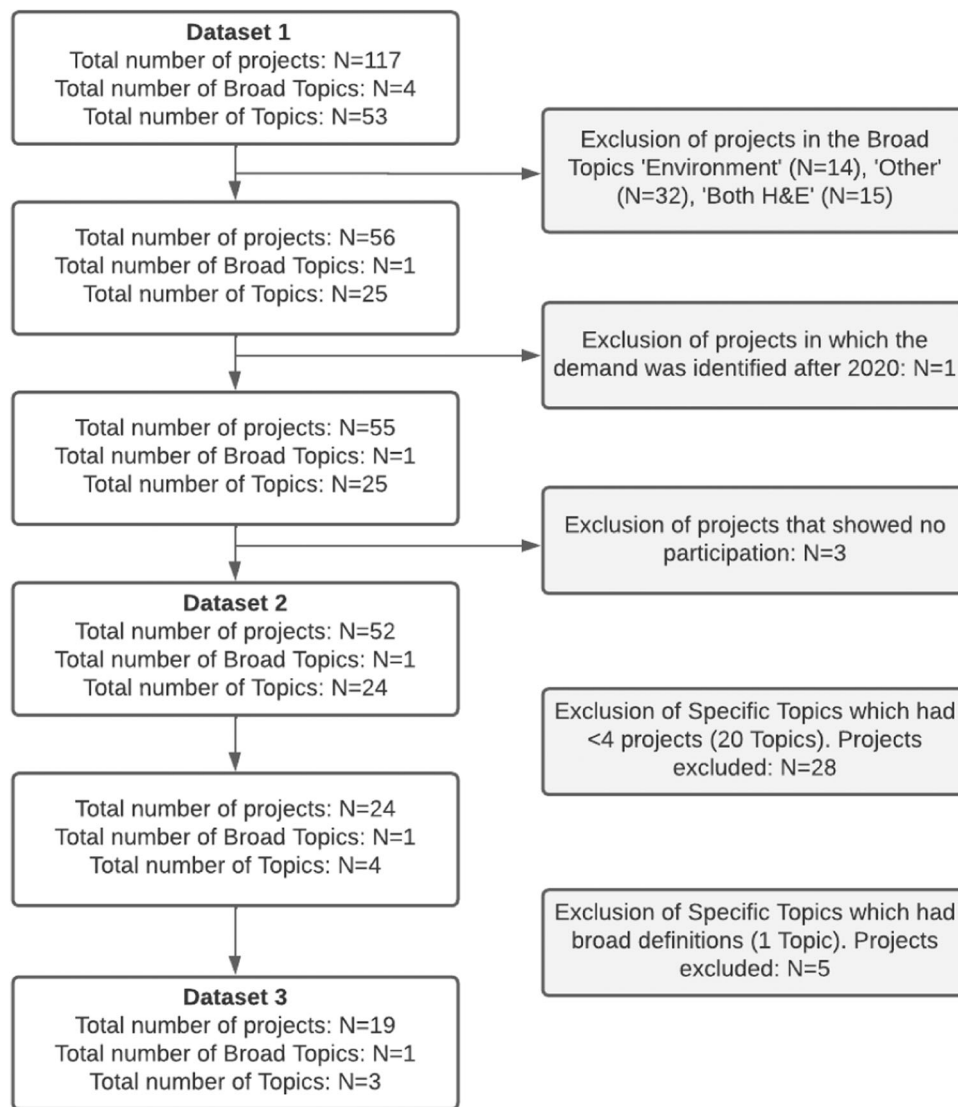 Dataset 1
Total number of projects: N=117
Total number of Broad Topics: N=4
Total number of Topics: N=53
Exclusion of projects in the Broad
Topics 'Environment' (N=14), 'Other'
(N=32), 'Both H&E' (N=15)
Total number of projects: N=56
Total number of Broad Topics: N=1
Total number of Topics: N=25
Exclusion of projects in which the
demand was identified after 2020: N=1
Total number of projects: N=55
Total number of Broad Topics: N=1
Total number of Topics: N=25
Exclusion of projects that showed no
participation: N=3
Dataset 2
Total number of projects: N=52
Total number of Broad Topics: N=1
Total number of Topics: N=24
Exclusion of Specific Topics which had
<4 projects (20 Topics). Projects
excluded: N=28
Total number of projects: N=24
Total number of Broad Topics: N=1
Total number of Topics: N=4
Exclusion of Specific Topics which had
broad definitions (1 Topic). Projects
excluded: N=5
Dataset 3
Total number of projects: N=19
Total number of Broad Topics: N=1
Total number of Topics: N=3